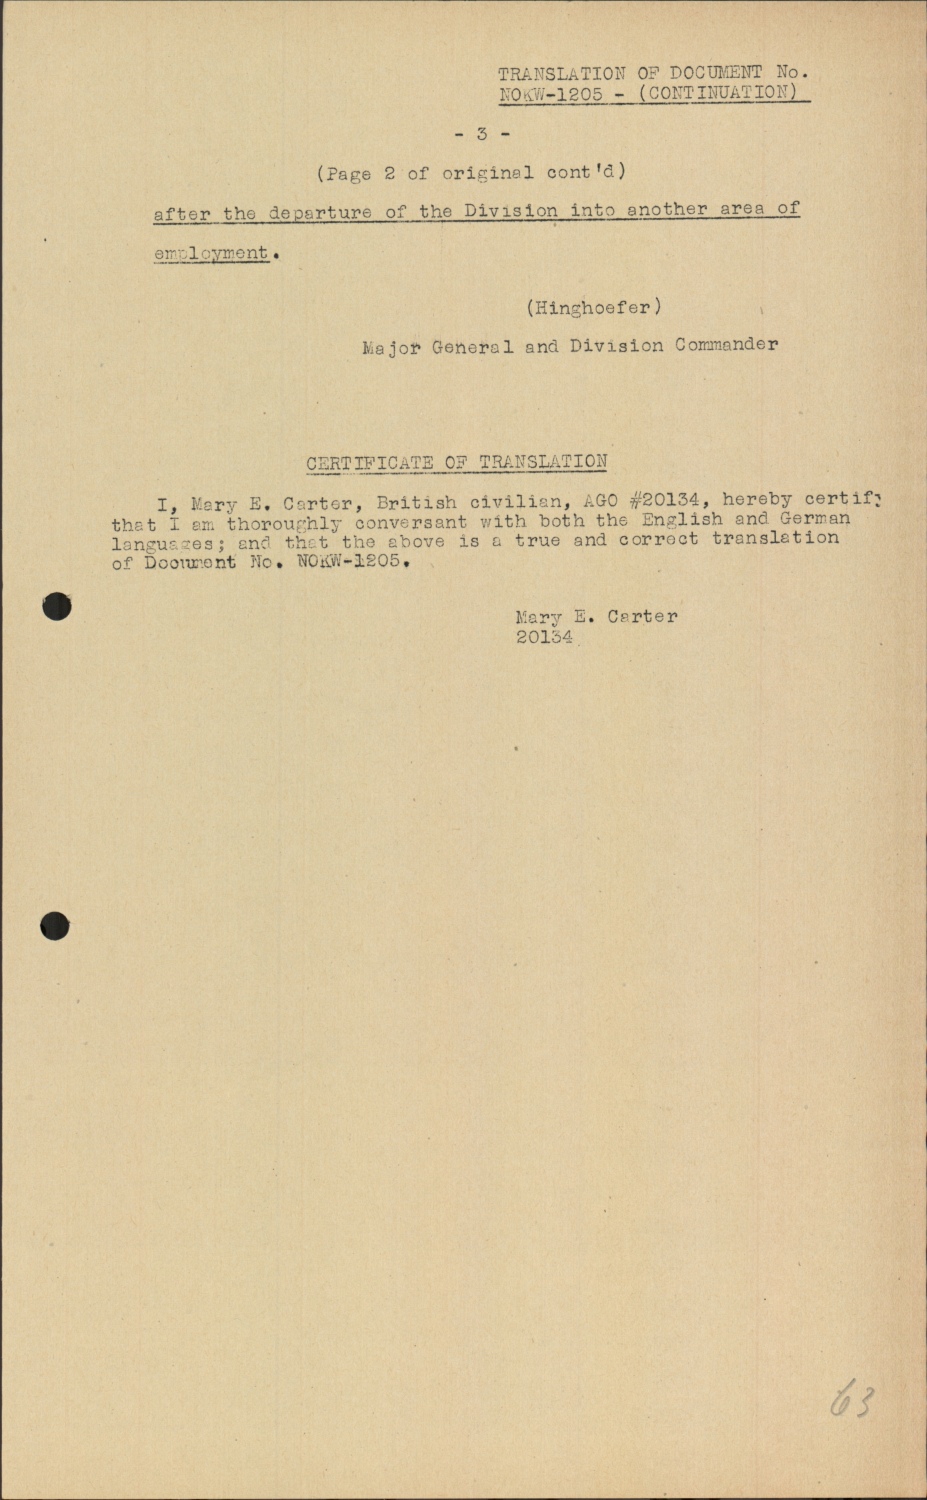 TRANSLATION OF DOCUMENT No.
NOKW-1205 - (CONTINUATION)
- 3 -
(Page 2 of original cont'd)
after the departure of the Division into another area of
employment.
(Hinghoefer)
Major General and Division Commander
CERTIFICATE OF TRANSLATION
I, Mary E. Carter, British civilian, AGO #20134, hereby certify
that I am thoroughly conversant with both the English and German
languages; and that the above is a true and correct translation
of Document No. NOKW-1205.
Mary E. Carter
20134
63